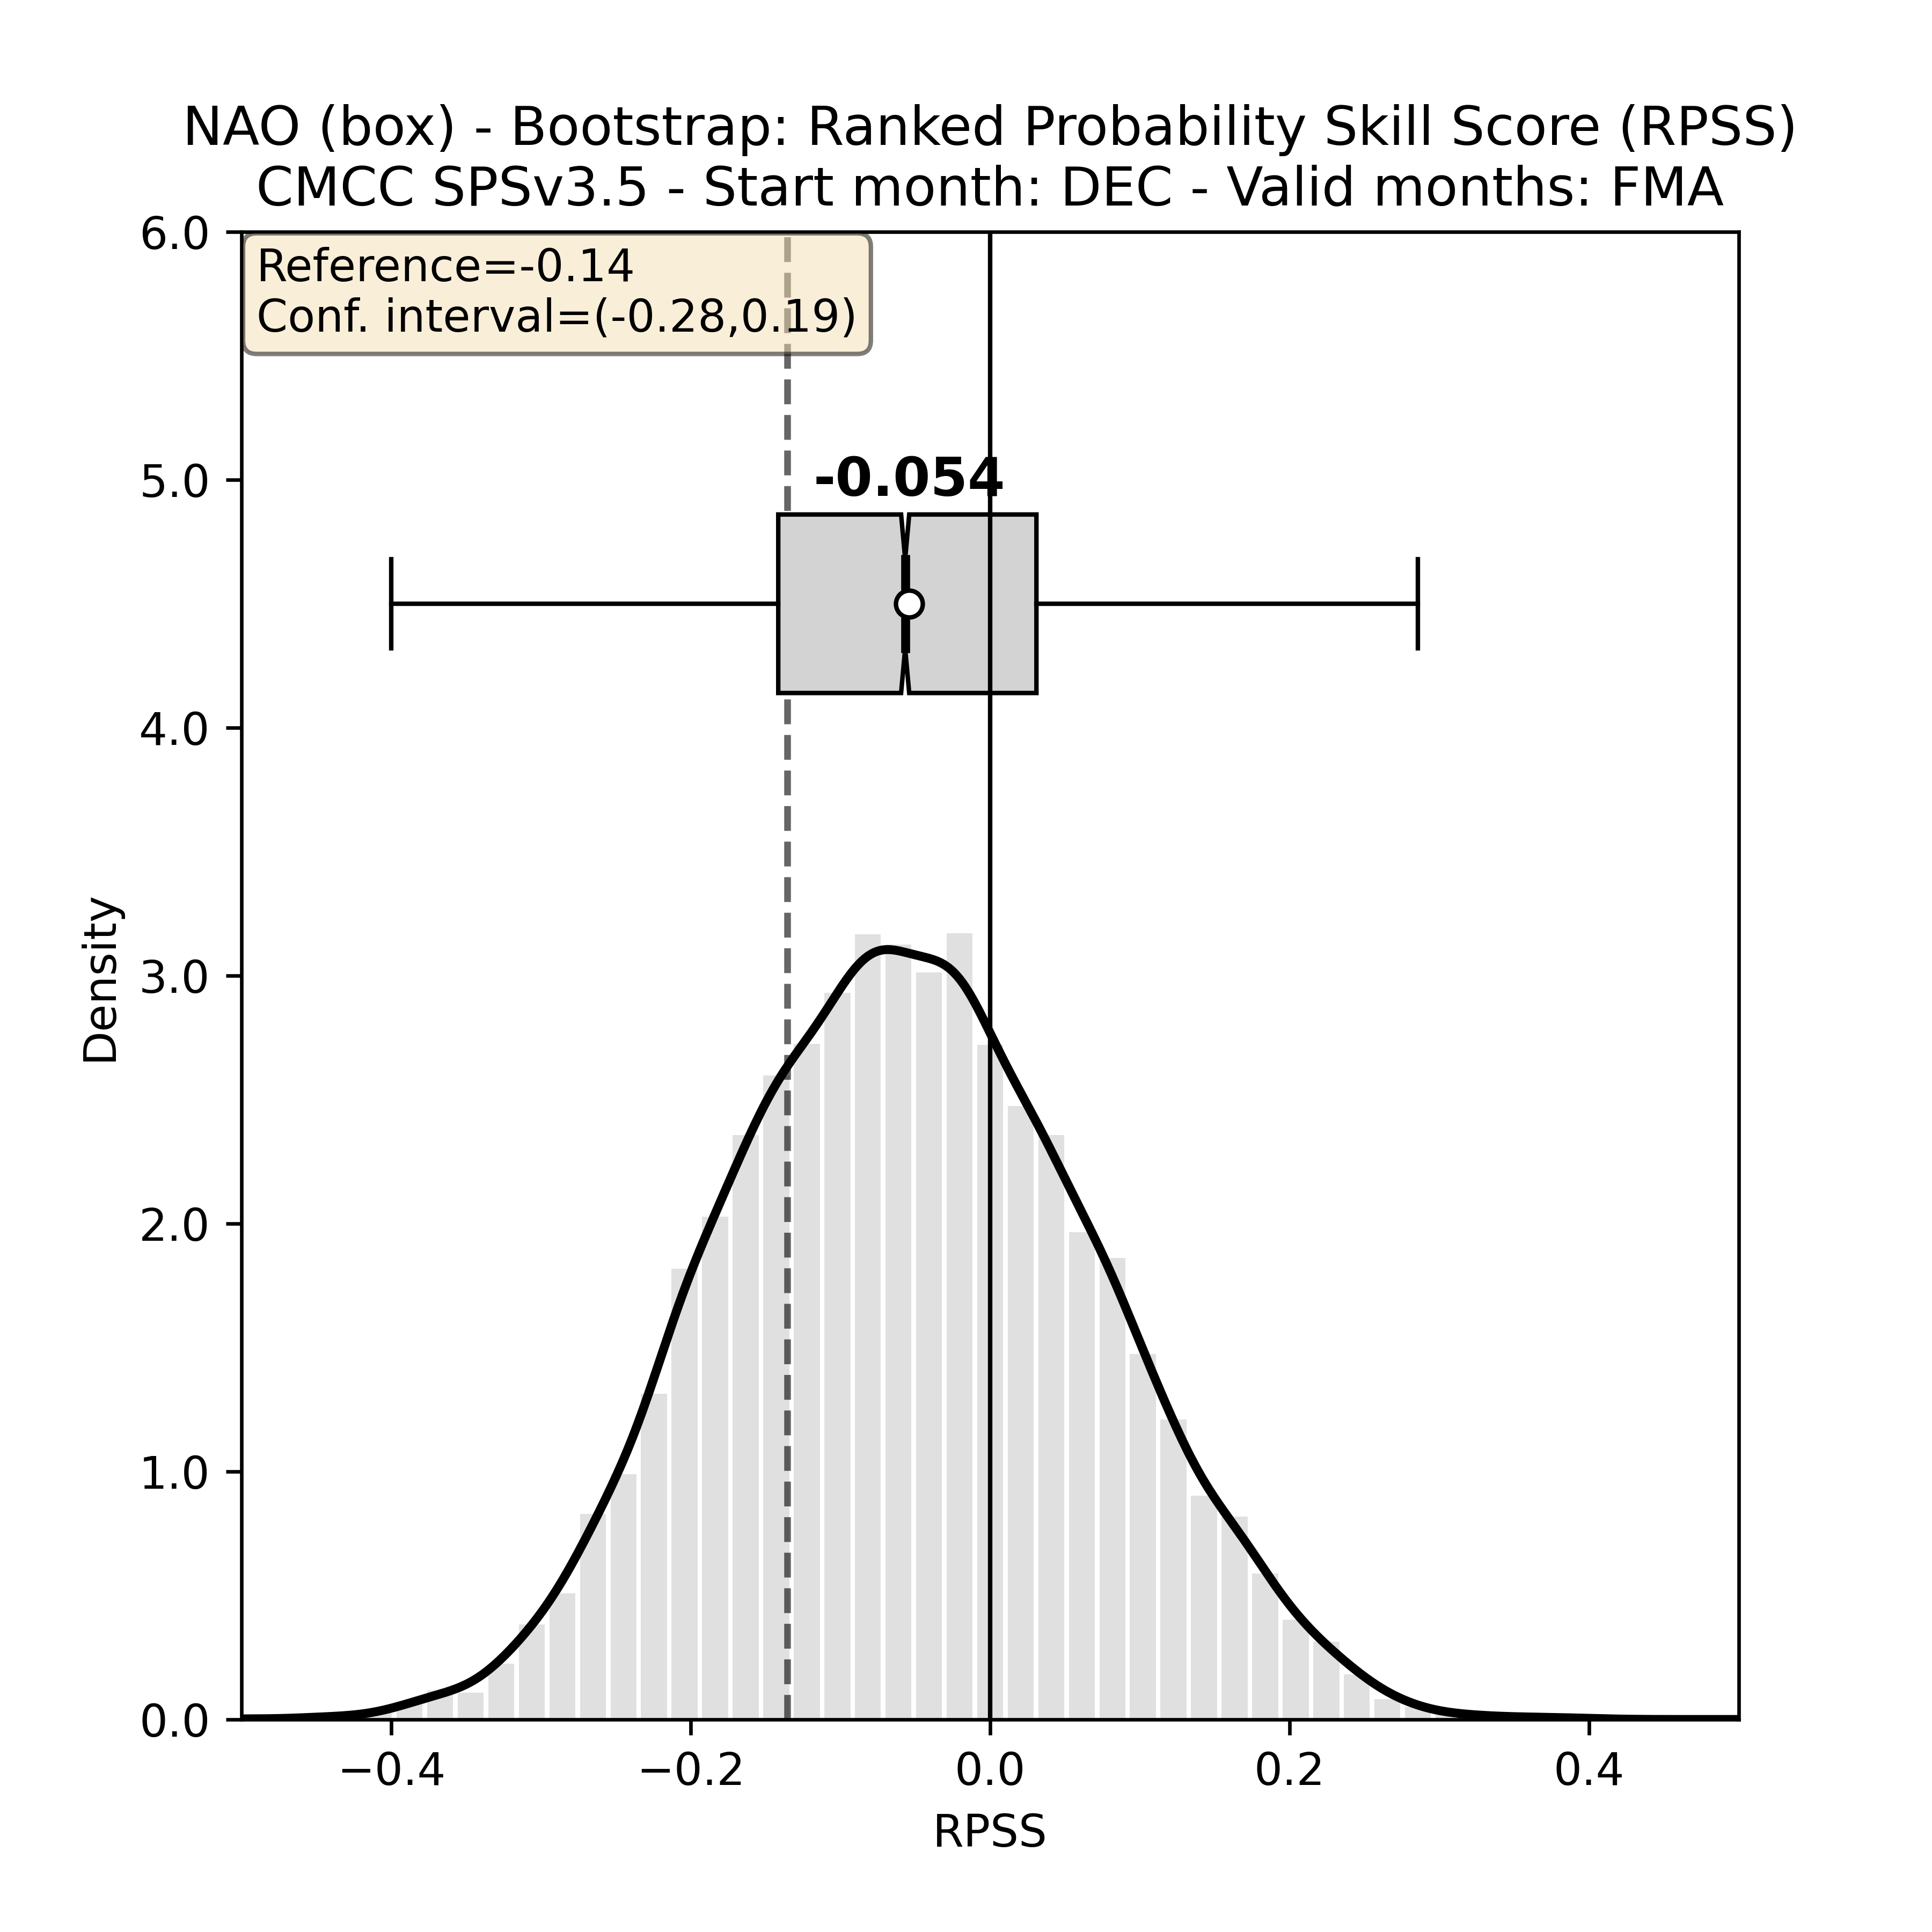 NAO (box) - Bootstrap: Ranked Probability Skill Score (RPSS)
CMCC SPSv3.5 - Start month: DEC - Valid months: FMA
Reference=-0.14
Conf. interval=(-0.28,0.19)
-0.054
6.0
5.0
4.0
3.0
2.0
1.0
0.0
Density
−0.4
−0.2
0.0
0.2
0.4
RPSS